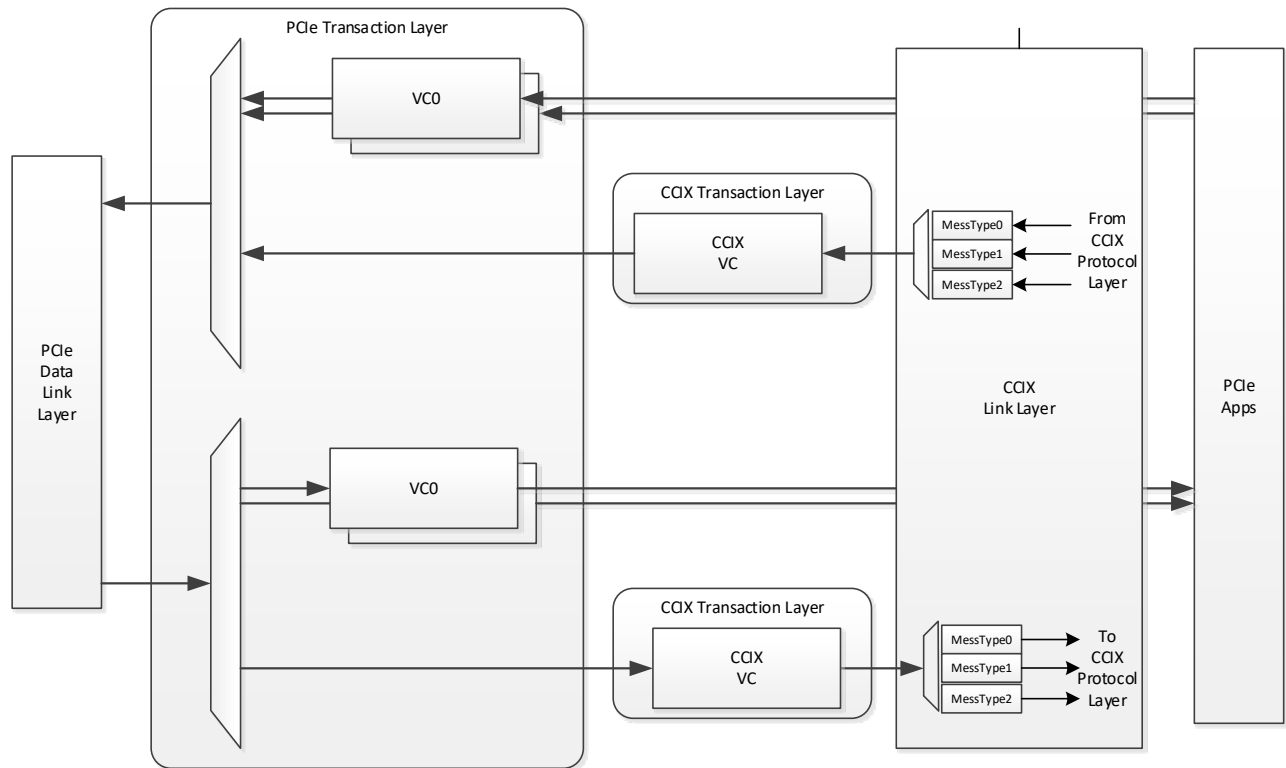 PCIe Transaction Layer
VC0
CCIX Transaction Layer
CCIX
VC
MessType0
MessType1
MessType2
From
CCIX
Protocol
Layer
PCIe
Data
Link
Layer
CCIX
Link Layer
PCIe
Apps
VC0
CCIX Transaction Layer
CCIX
VC
MessType0
MessType1
MessType2
To
CCIX
Protocol
Layer